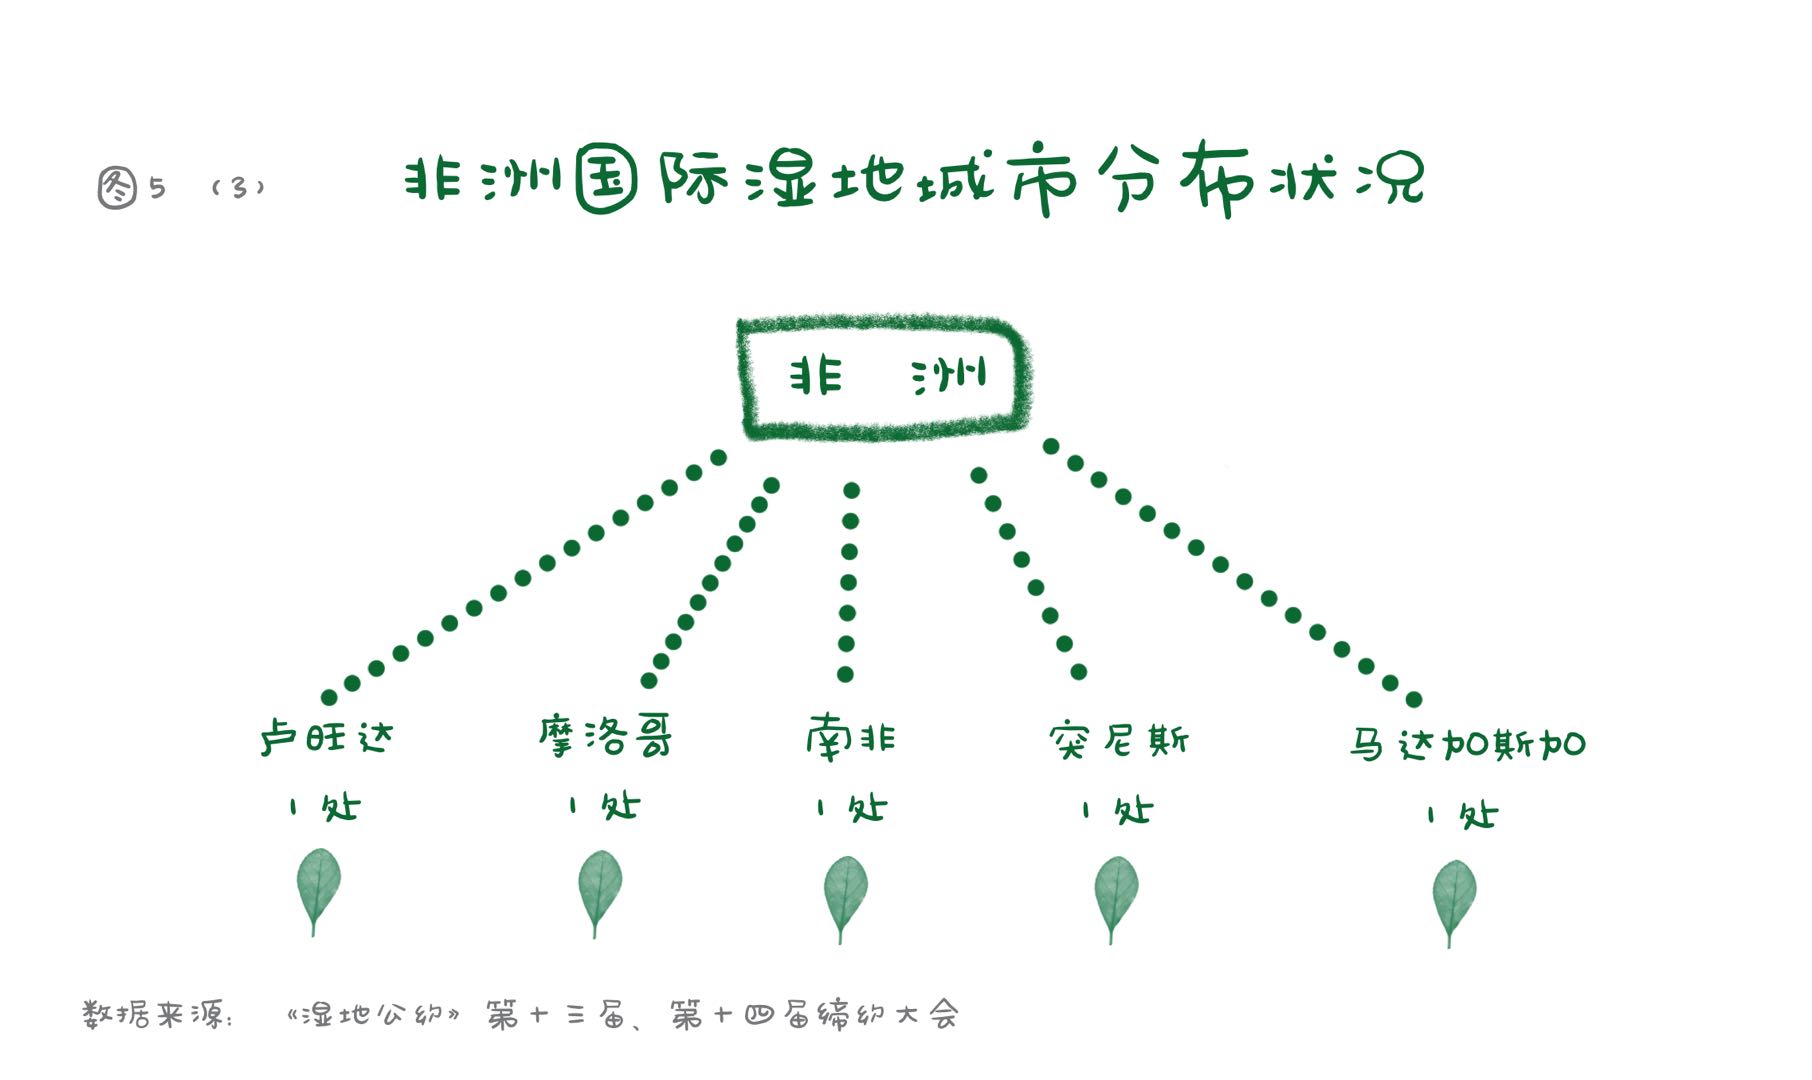 图5 (3) 非洲国际湿地城市分布状况
非 洲
卢旺达 摩洛哥 南非 突尼斯 马达加斯加
1处 1处 1处 1处 1处
数据来源: 《湿地公约》第十三届、第十四届缔约大会